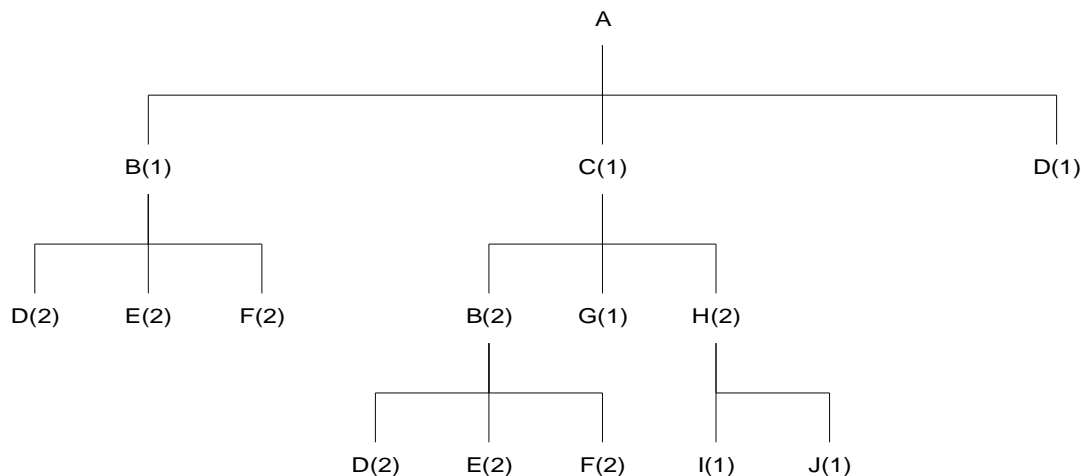 A
B(1) C(1) D(1)
D(2) E(2) F(2) B(2) G(1) H(2)
D(2) E(2) F(2) I(1) J(1)